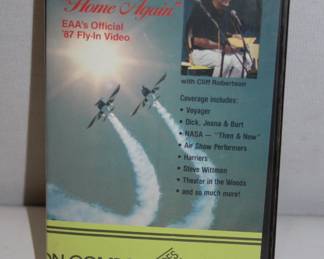 "Home Again"
EAA's Official
'87 Fly-In Video
with Cliff Robertson
Coverage includes:
• Voyager
• Dick, Jeana & Burt
• NASA — "Then & Now"
• Air Show Performers
• Harriers
• Steve Wittman
• Theater in the Woods
• and so much more!